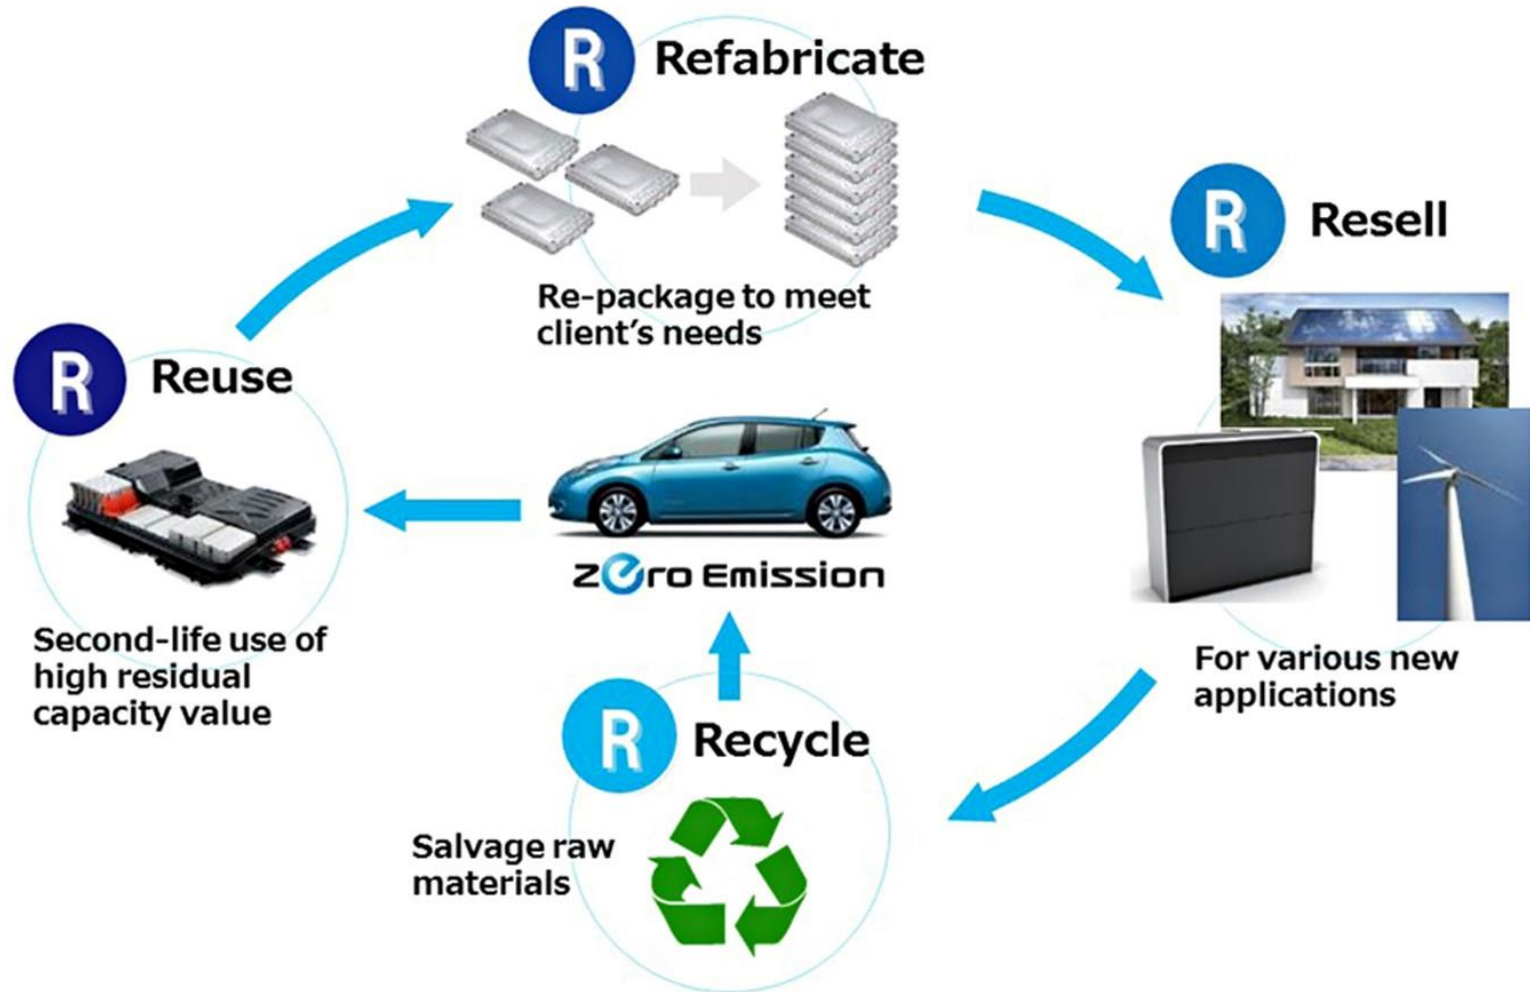 R Refabricate
Re-package to meet
client's needs
R Resell
For various new
applications
R Reuse
Second-life use of
high residual
capacity value
zero Emission
R Recycle
Salvage raw
materials